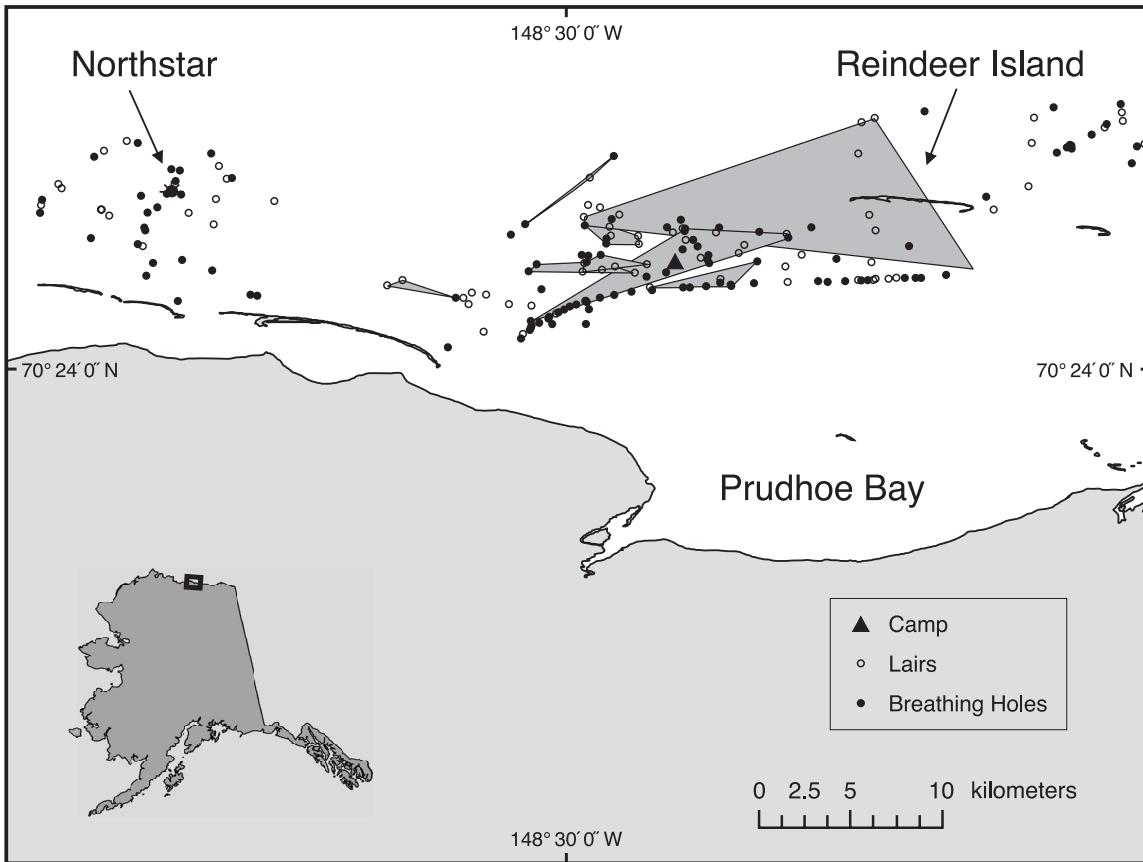 148° 30′ 0″ W
Northstar
Reindeer Island
70° 24′ 0″ N
70° 24′ 0″ N
Prudhoe Bay
Camp
Lairs
Breathing Holes
0 2.5 5 10 kilometers
148° 30′ 0″ W